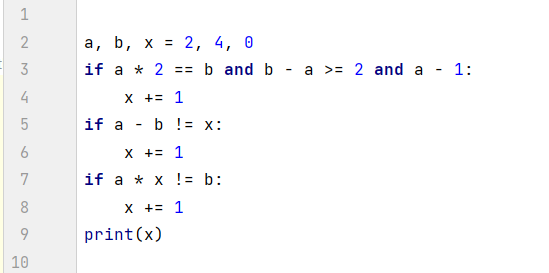 1
2 a, b, x = 2, 4, 0
3 if a * 2 == b and b - a >= 2 and a - 1:
4     x += 1
5 if a - b != x:
6     x += 1
7 if a * x != b:
8     x += 1
9 print(x)
10